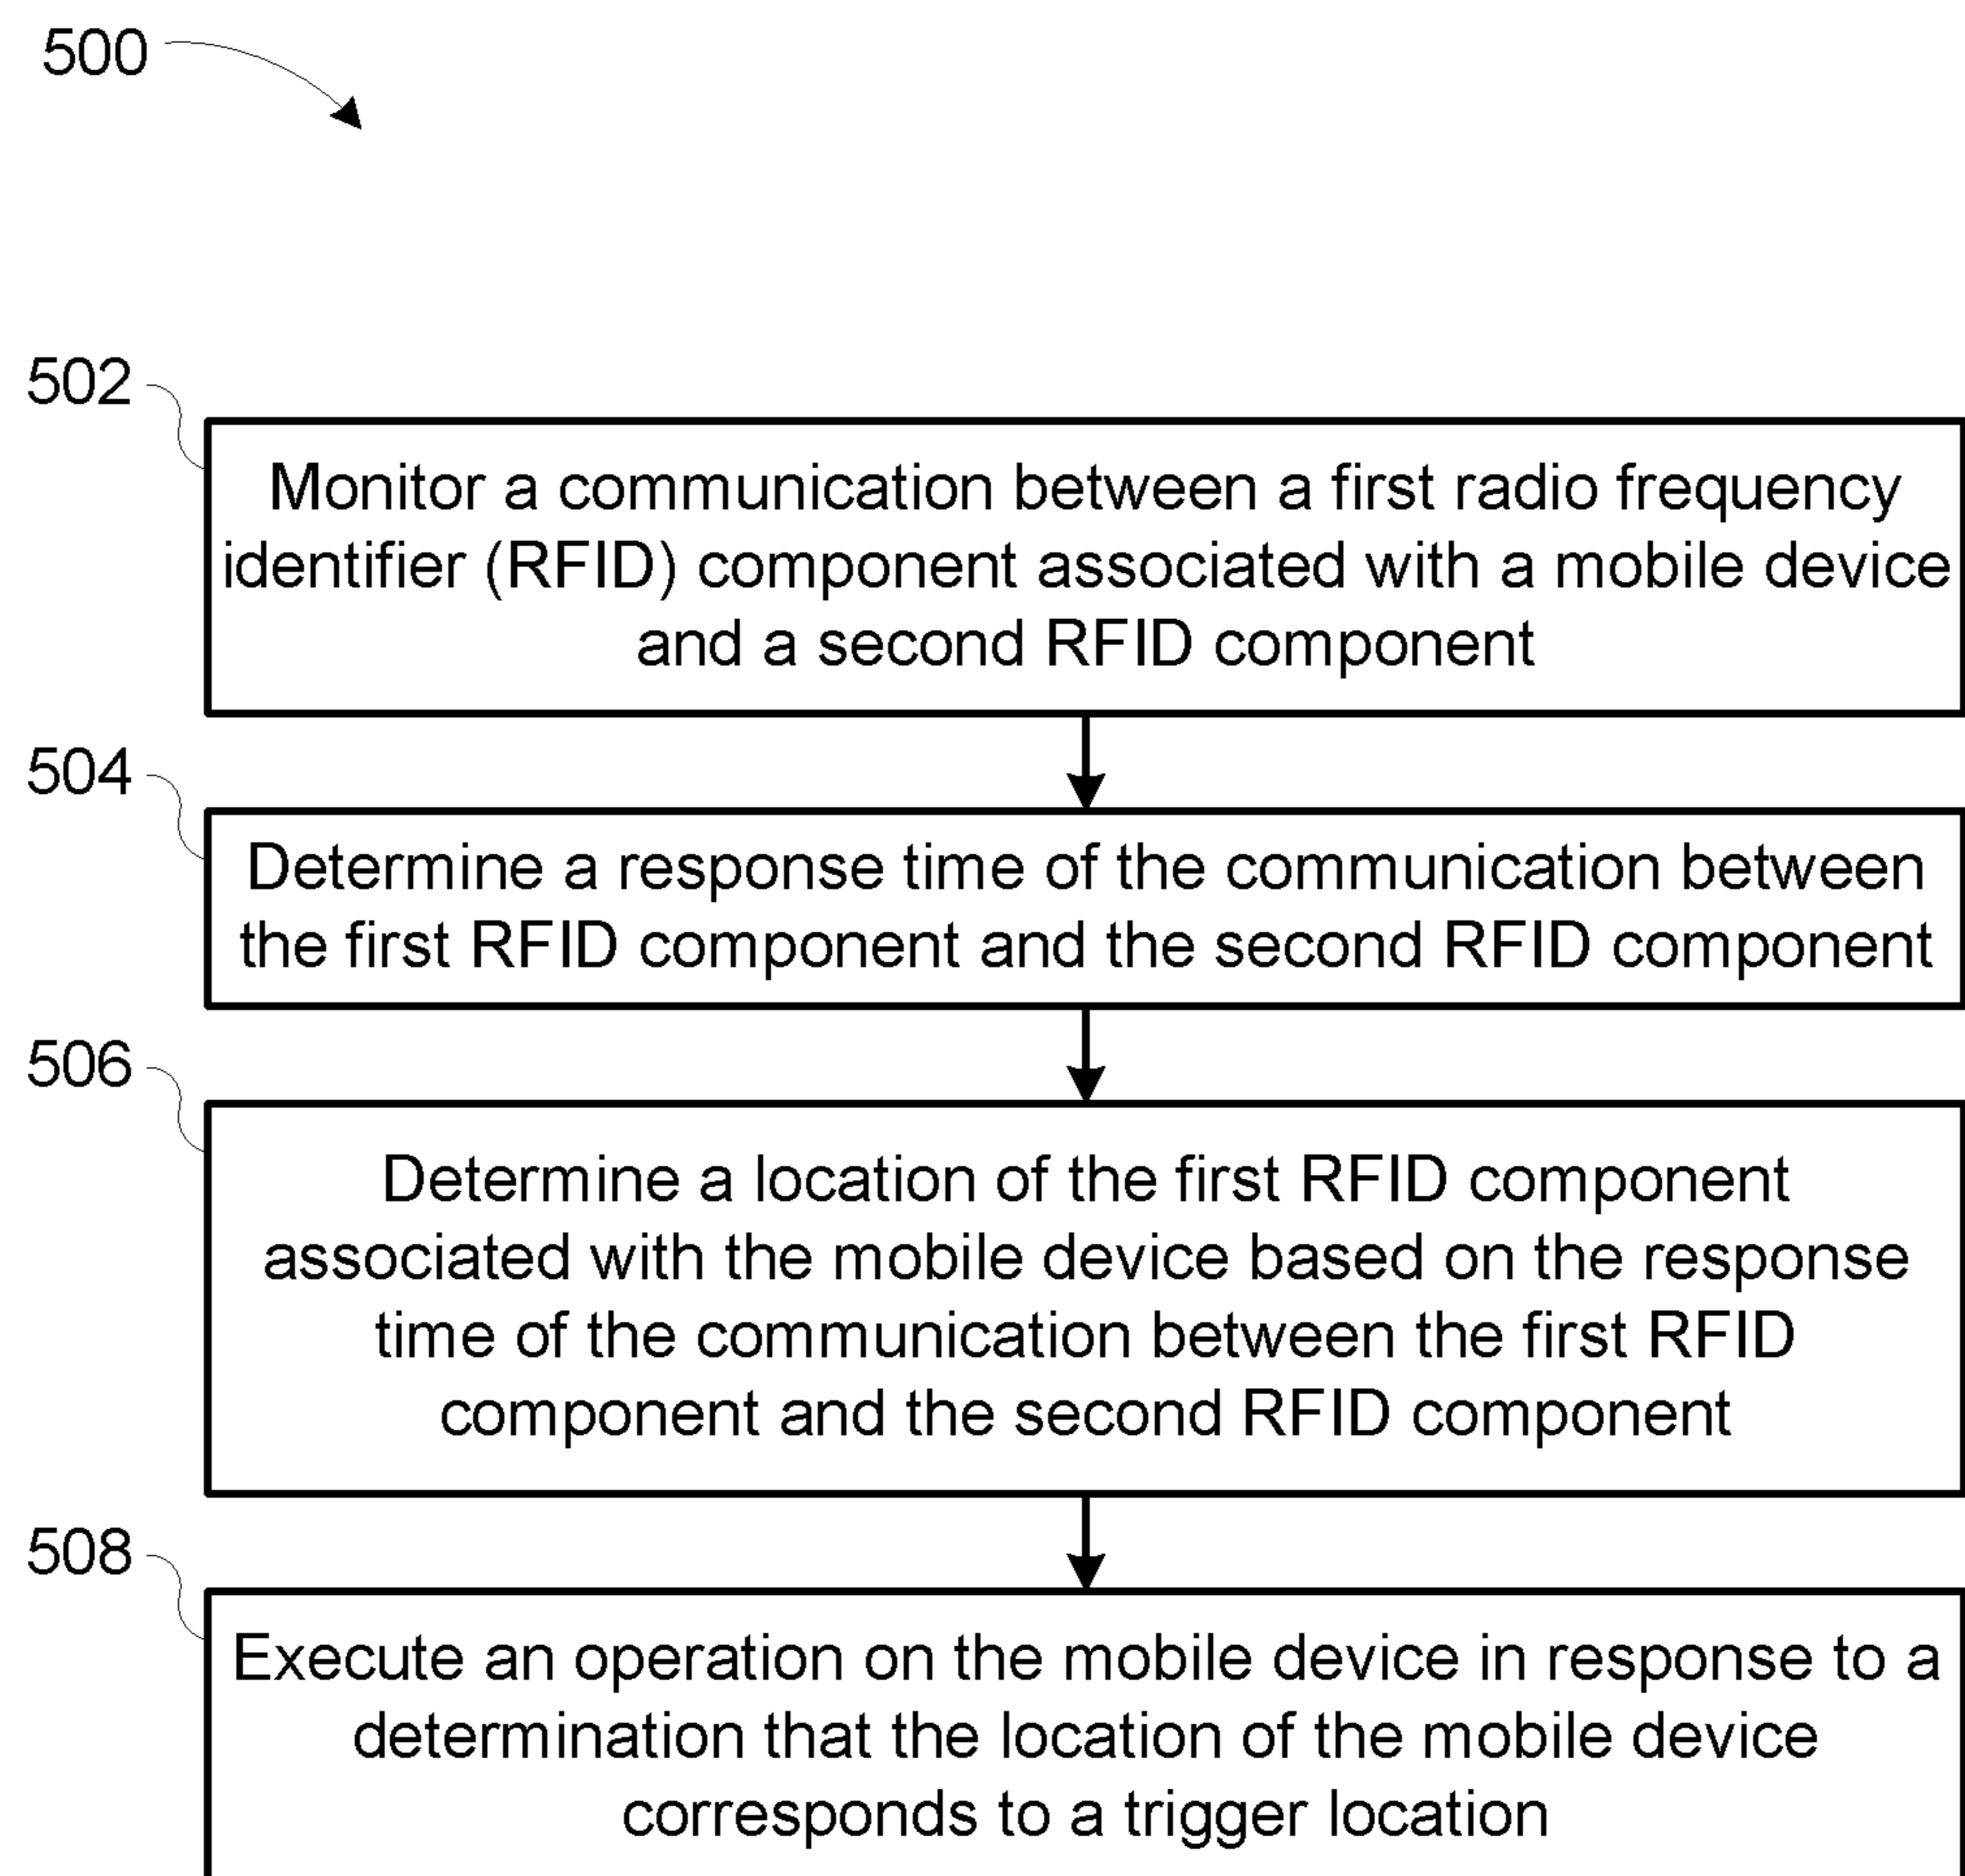 500
502
Monitor a communication between a first radio frequency
identifier (RFID) component associated with a mobile device
and a second RFID component
504
Determine a response time of the communication between
the first RFID component and the second RFID component
506
Determine a location of the first RFID component
associated with the mobile device based on the response
time of the communication between the first RFID
component and the second RFID component
508
Execute an operation on the mobile device in response to a
determination that the location of the mobile device
corresponds to a trigger location